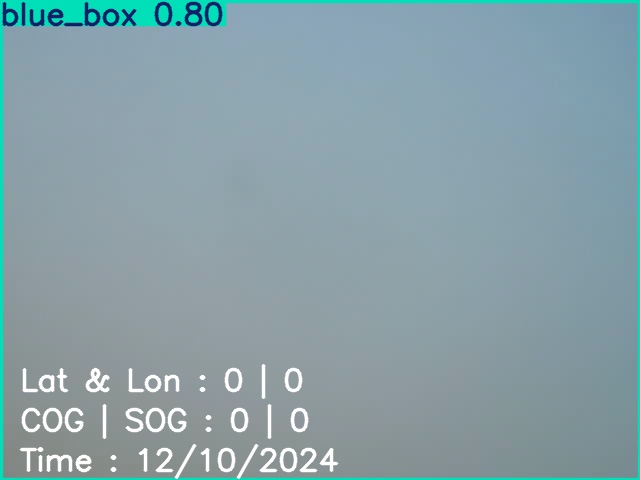 blue_box 0.80
Lat & Lon : 0 | 0
COG | SOG : 0 | 0
Time : 12/10/2024